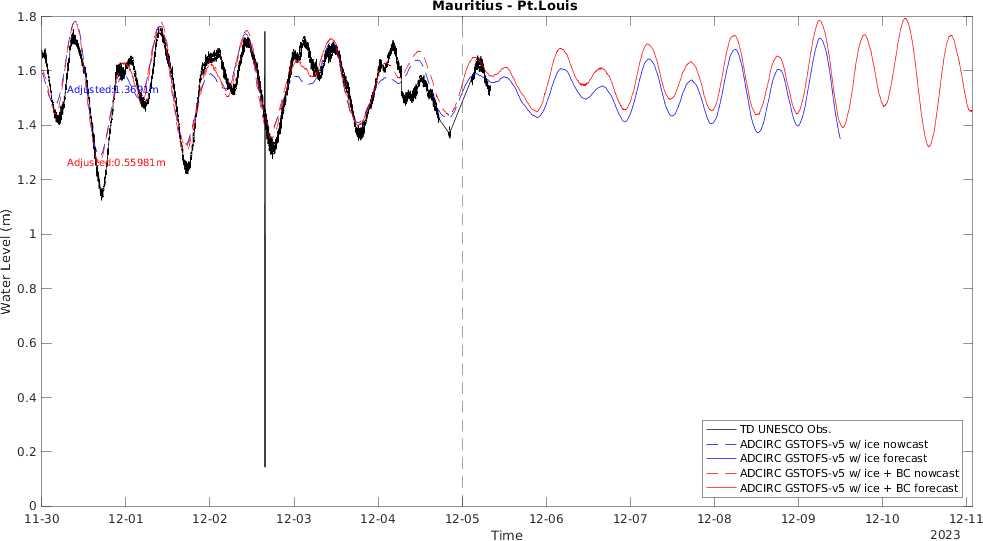 Mauritius - Pt.Louis
Water Level (m)
1.8
1.6
1.4
1.2
1
0.8
0.6
0.4
0.2
0
Adjusted:1.3691m
Adjusted:0.55981m
TD UNESCO Obs.
ADCIRC GSTOFS-v5 w/ ice nowcast
ADCIRC GSTOFS-v5 w/ ice forecast
ADCIRC GSTOFS-v5 w/ ice + BC nowcast
ADCIRC GSTOFS-v5 w/ ice + BC forecast
11-30 12-01 12-02 12-03 12-04 12-05 12-06 12-07 12-08 12-09 12-10 12-11
Time
2023